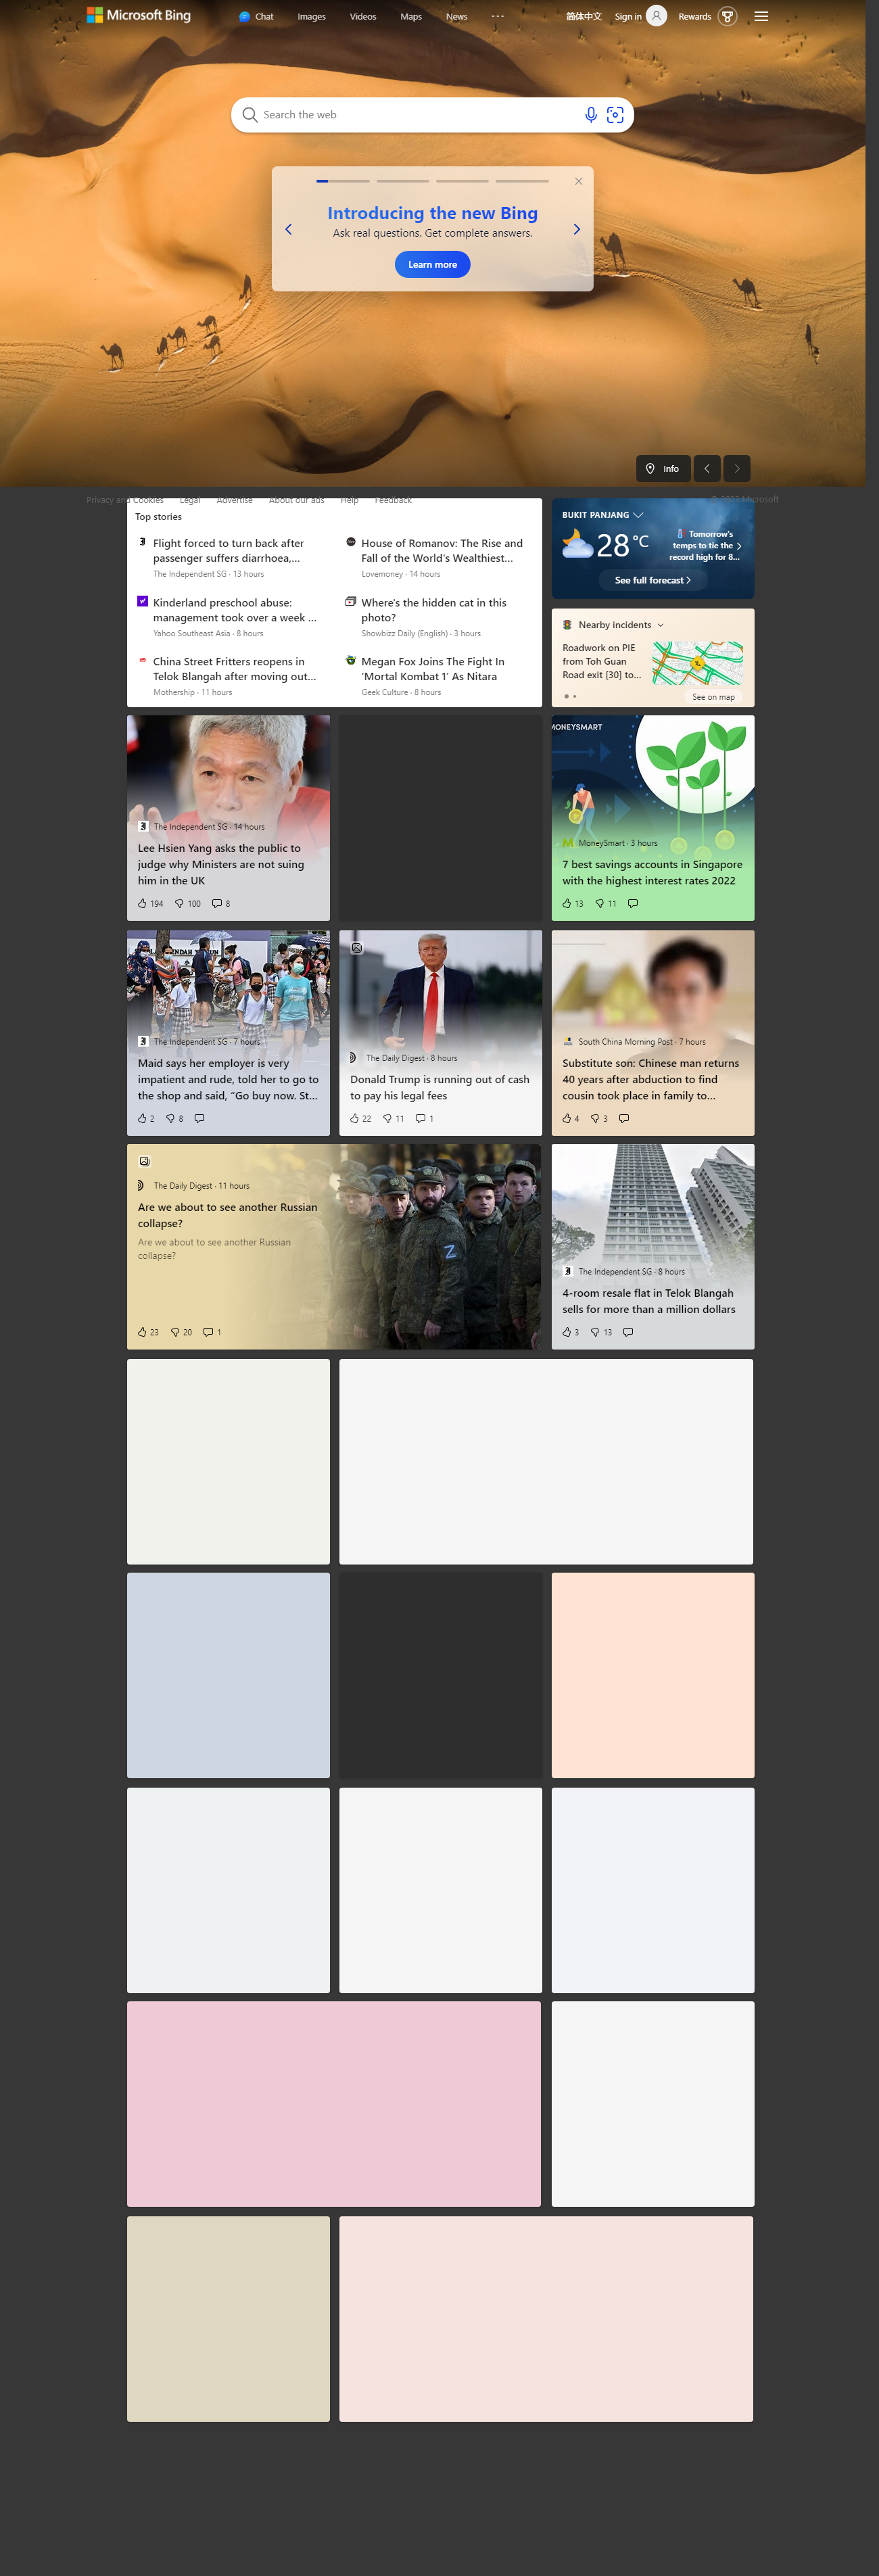 Microsoft Bing
Chat
Images
Videos
Maps
News
简体中文
Sign in
Rewards
Search the web
Introducing the new Bing
Ask real questions. Get complete answers.
Learn more
Info
Privacy and Cookies
Legal
Advertise
About our ads
Help
Feedback
Microsoft
Top stories
Flight forced to turn back after
passenger suffers diarrhoea,...
The Independent SG · 13 hours
House of Romanov: The Rise and
Fall of the World's Wealthiest...
Lovemoney · 14 hours
Kinderland preschool abuse:
management took over a week ...
Yahoo Southeast Asia · 8 hours
Where's the hidden cat in this
photo?
Showbizz Daily (English) · 3 hours
China Street Fritters reopens in
Telok Blangah after moving out...
Mothership · 11 hours
Megan Fox Joins The Fight In
'Mortal Kombat 1' As Nitara
Geek Culture · 8 hours
BUKIT PANJANG
28 °C
Tomorrow's
temps to tie the
record high for 8...
See full forecast
Nearby incidents
Roadwork on PIE
from Toh Guan
Road exit [30] to...
See on map
The Independent SG · 14 hours
Lee Hsien Yang asks the public to
judge why Ministers are not suing
him in the UK
194 100 8
MONEYSMART
MoneySmart · 3 hours
7 best savings accounts in Singapore
with the highest interest rates 2022
13 11
The Independent SG · 7 hours
Maid says her employer is very
impatient and rude, told her to go to
the shop and said, "Go buy now. St...
2 8
The Daily Digest · 8 hours
Donald Trump is running out of cash
to pay his legal fees
22 11 1
South China Morning Post · 7 hours
Substitute son: Chinese man returns
40 years after abduction to find
cousin took place in family to...
4 3
The Daily Digest · 11 hours
Are we about to see another Russian
collapse?
Are we about to see another Russian
collapse?
23 20 1
The Independent SG · 8 hours
4-room resale flat in Telok Blangah
sells for more than a million dollars
3 13